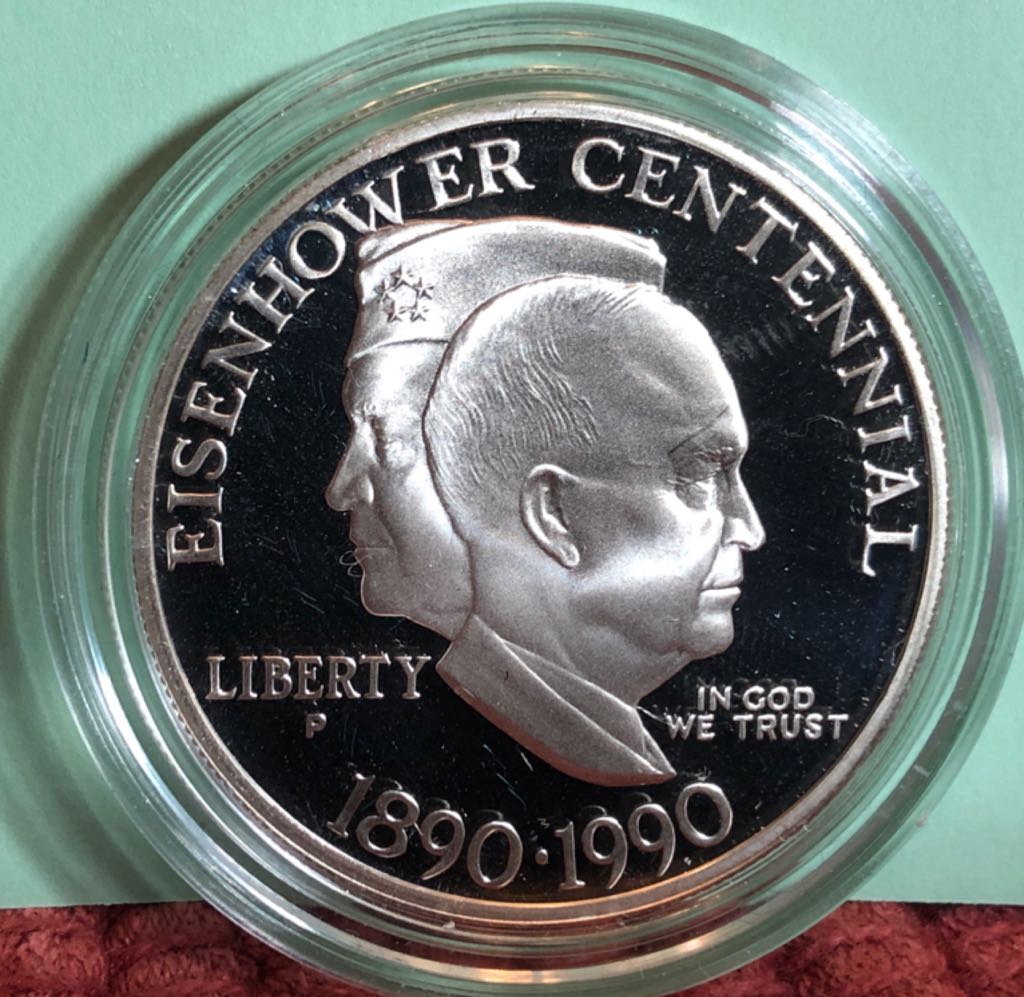 EISENHOWER CENTENNIAL
LIBERTY
P
IN GOD
WE TRUST
1890·1990